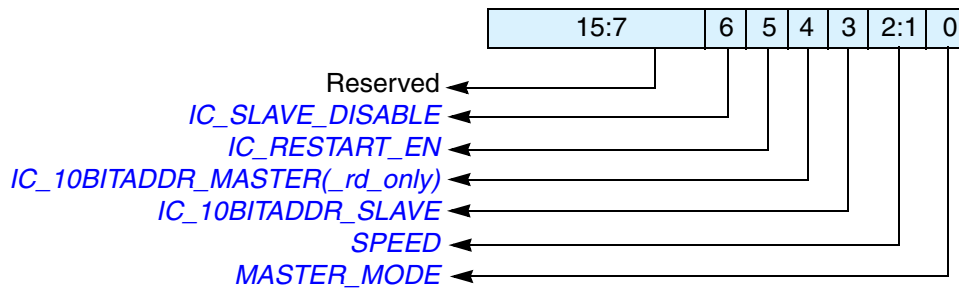 15:7 6 5 4 3 2:1 0
Reserved
IC_SLAVE_DISABLE
IC_RESTART_EN
IC_10BITADDR_MASTER(_rd_only)
IC_10BITADDR_SLAVE
SPEED
MASTER_MODE